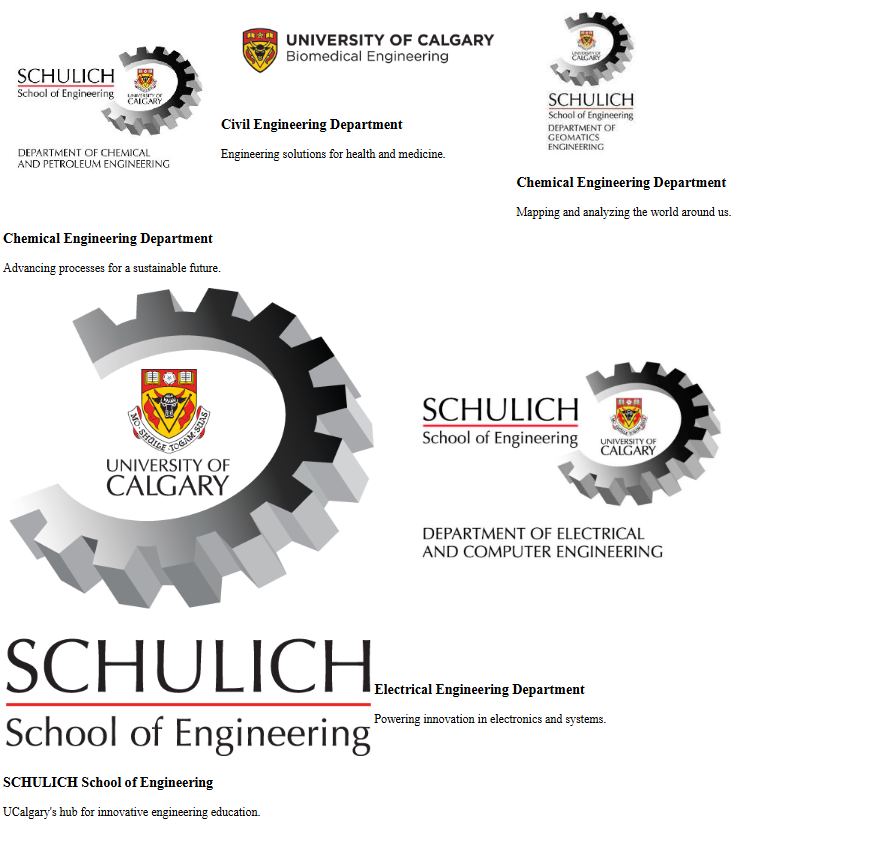 SCHULICH
School of Engineering
UNIVERSITY OF
CALGARY
DEPARTMENT OF CHEMICAL
AND PETROLEUM ENGINEERING
Chemical Engineering Department
Advancing processes for a sustainable future.
UNIVERSITY OF CALGARY
Biomedical Engineering
Civil Engineering Department
Engineering solutions for health and medicine.
UNIVERSITY OF
CALGARY
SCHULICH
School of Engineering
DEPARTMENT OF
GEOMATICS
ENGINEERING
Chemical Engineering Department
Mapping and analyzing the world around us.
MO SHÙILE TOGAM SUAS
UNIVERSITY OF
CALGARY
SCHULICH
School of Engineering
SCHULICH School of Engineering
UCalgary's hub for innovative engineering education.
SCHULICH
School of Engineering
UNIVERSITY OF
CALGARY
DEPARTMENT OF ELECTRICAL
AND COMPUTER ENGINEERING
Electrical Engineering Department
Powering innovation in electronics and systems.